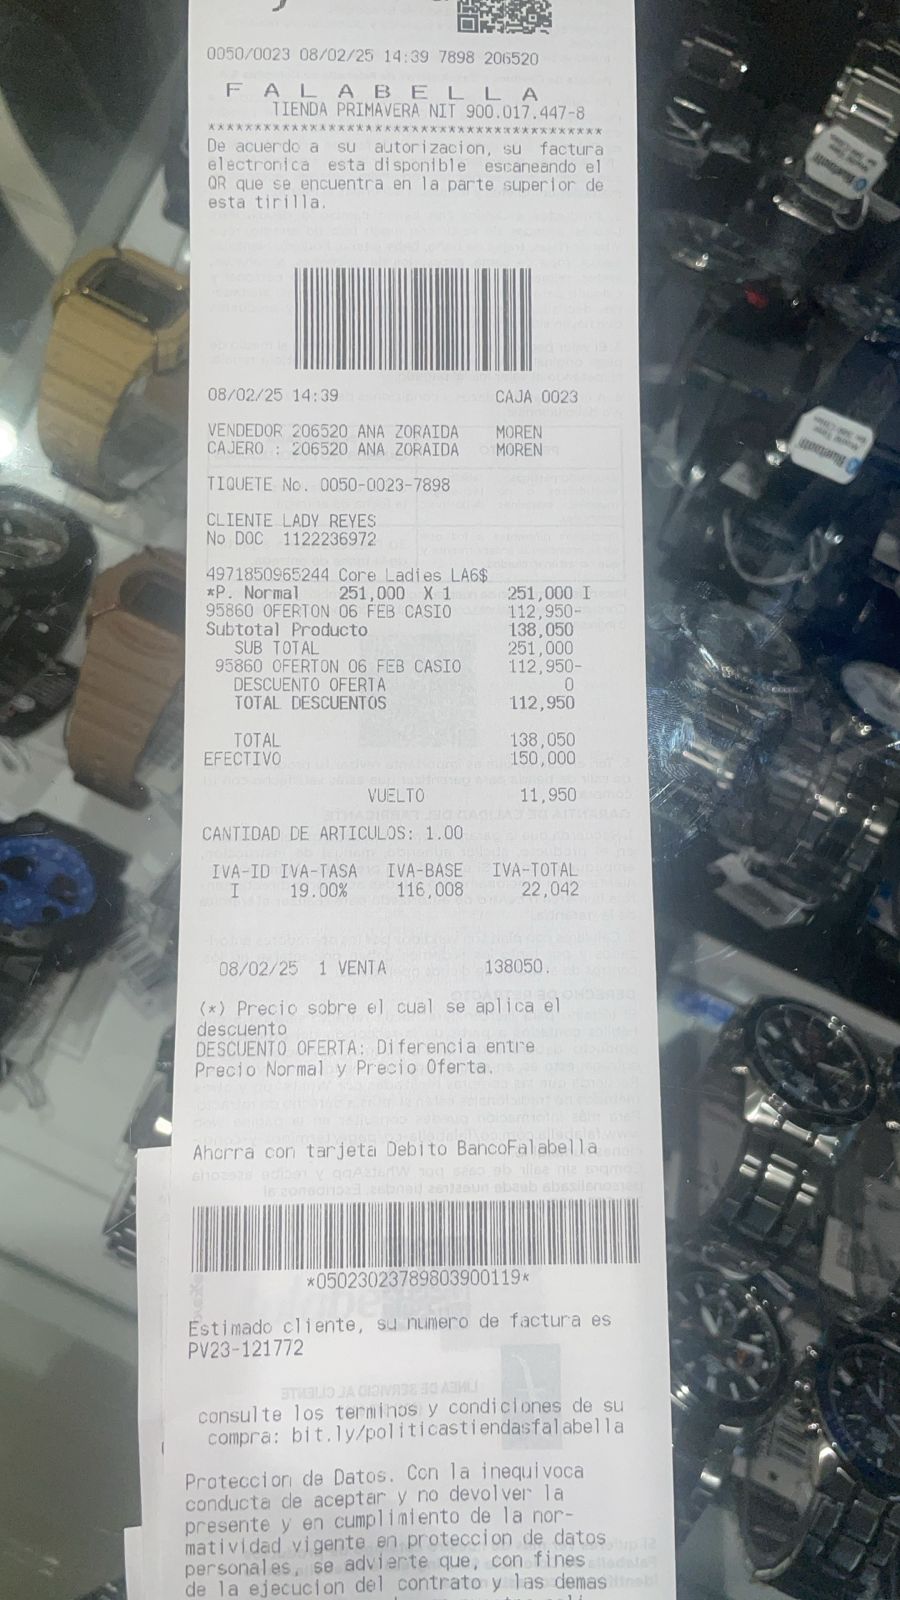 0050/0023 08/02/25 14:39 7898 206520
F A L A B E L L A
TIENDA PRIMAVERA NIT 900.017.447-8
*******************************************
De acuerdo a su autorizacion, su factura
electronica esta disponible escaneando el
QR que se encuentra en la parte superior de
esta tirilla.
08/02/25 14:39 CAJA 0023
VENDEDOR 206520 ANA ZORAIDA MOREN
CAJERO : 206520 ANA ZORAIDA MOREN
TIQUETE No. 0050-0023-7898
CLIENTE LADY REYES
No DOC 1122236972
4971850965244 Core Ladies LA6$
*P. Normal 251,000 X 1 251,000 I
95860 OFERTON 06 FEB CASIO 112,950-
Subtotal Producto 138,050
SUB TOTAL 251,000
95860 OFERTON 06 FEB CASIO 112,950-
DESCUENTO OFERTA 0
TOTAL DESCUENTOS 112,950
TOTAL 138,050
EFECTIVO 150,000
VUELTO 11,950
CANTIDAD DE ARTICULOS: 1.00
IVA-ID IVA-TASA IVA-BASE IVA-TOTAL
I 19.00% 116,008 22,042
08/02/25 1 VENTA 138050.
(*) Precio sobre el cual se aplica el
descuento
DESCUENTO OFERTA: Diferencia entre
Precio Normal y Precio Oferta.
Ahorra con tarjeta Debito BancoFalabella
*05023023789803900119*
Estimado cliente, su numero de factura es
PV23-121772
consulte los terminos y condiciones de su
compra: bit.ly/politicastiendasfalabella
Proteccion de Datos. Con la inequivoca
conducta de aceptar y no devolver la
presente y en cumplimiento de la nor-
matividad vigente en proteccion de datos
personales, se advierte que, con fines
de la ejecucion del contrato y las demas